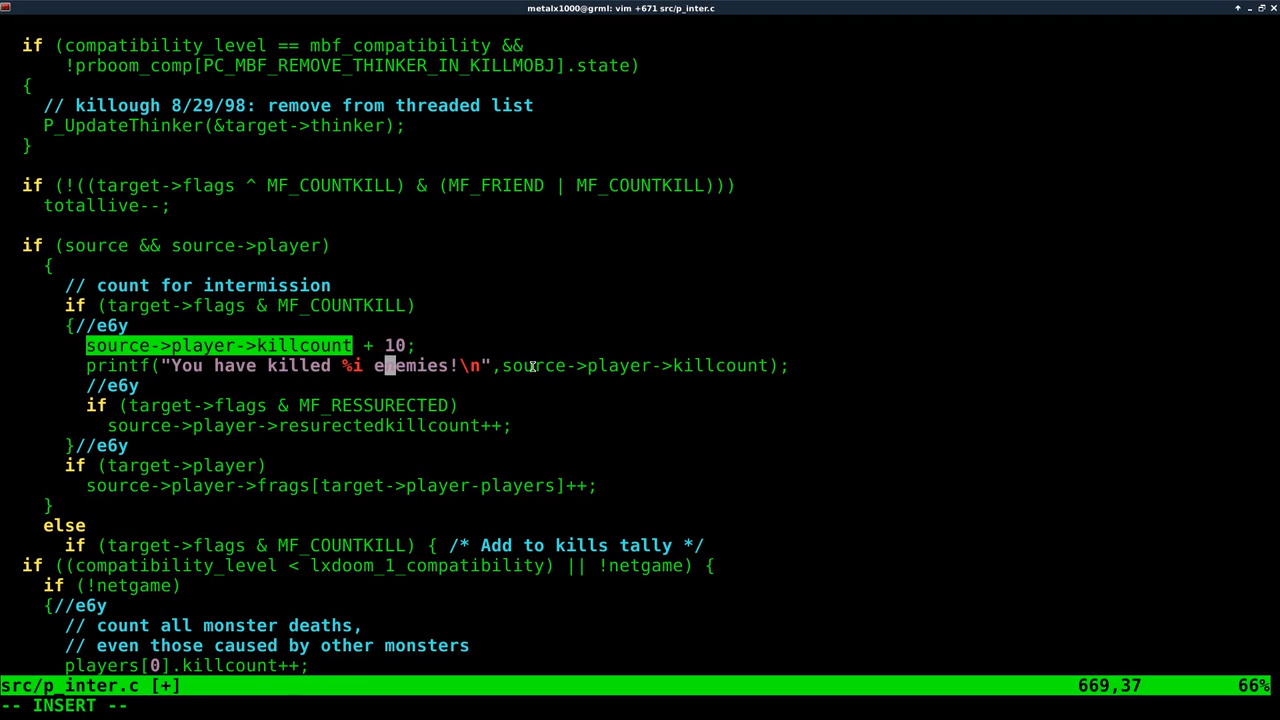 metalx1000@grml: vim +671 src/p_inter.c
if (compatibility_level == mbf_compatibility &&
!prboom_comp[PC_MBF_REMOVE_THINKER_IN_KILLMOBJ].state)
{
// killough 8/29/98: remove from threaded list
P_UpdateThinker(&target->thinker);
}
if (!((target->flags ^ MF_COUNTKILL) & (MF_FRIEND | MF_COUNTKILL)))
totallive--;
if (source && source->player)
{
// count for intermission
if (target->flags & MF_COUNTKILL)
{//e6y
source->player->killcount + 10;
printf("You have killed %i enemies!\n",source->player->killcount);
//e6y
if (target->flags & MF_RESSURECTED)
source->player->resurectedkillcount++;
}//e6y
if (target->player)
source->player->frags[target->player-players]++;
}
else
if (target->flags & MF_COUNTKILL) { /* Add to kills tally */
if ((compatibility_level < lxdoom_1_compatibility) || !netgame) {
if (!netgame)
{//e6y
// count all monster deaths,
// even those caused by other monsters
players[0].killcount++;
src/p_inter.c [+] 669,37 66%
-- INSERT --